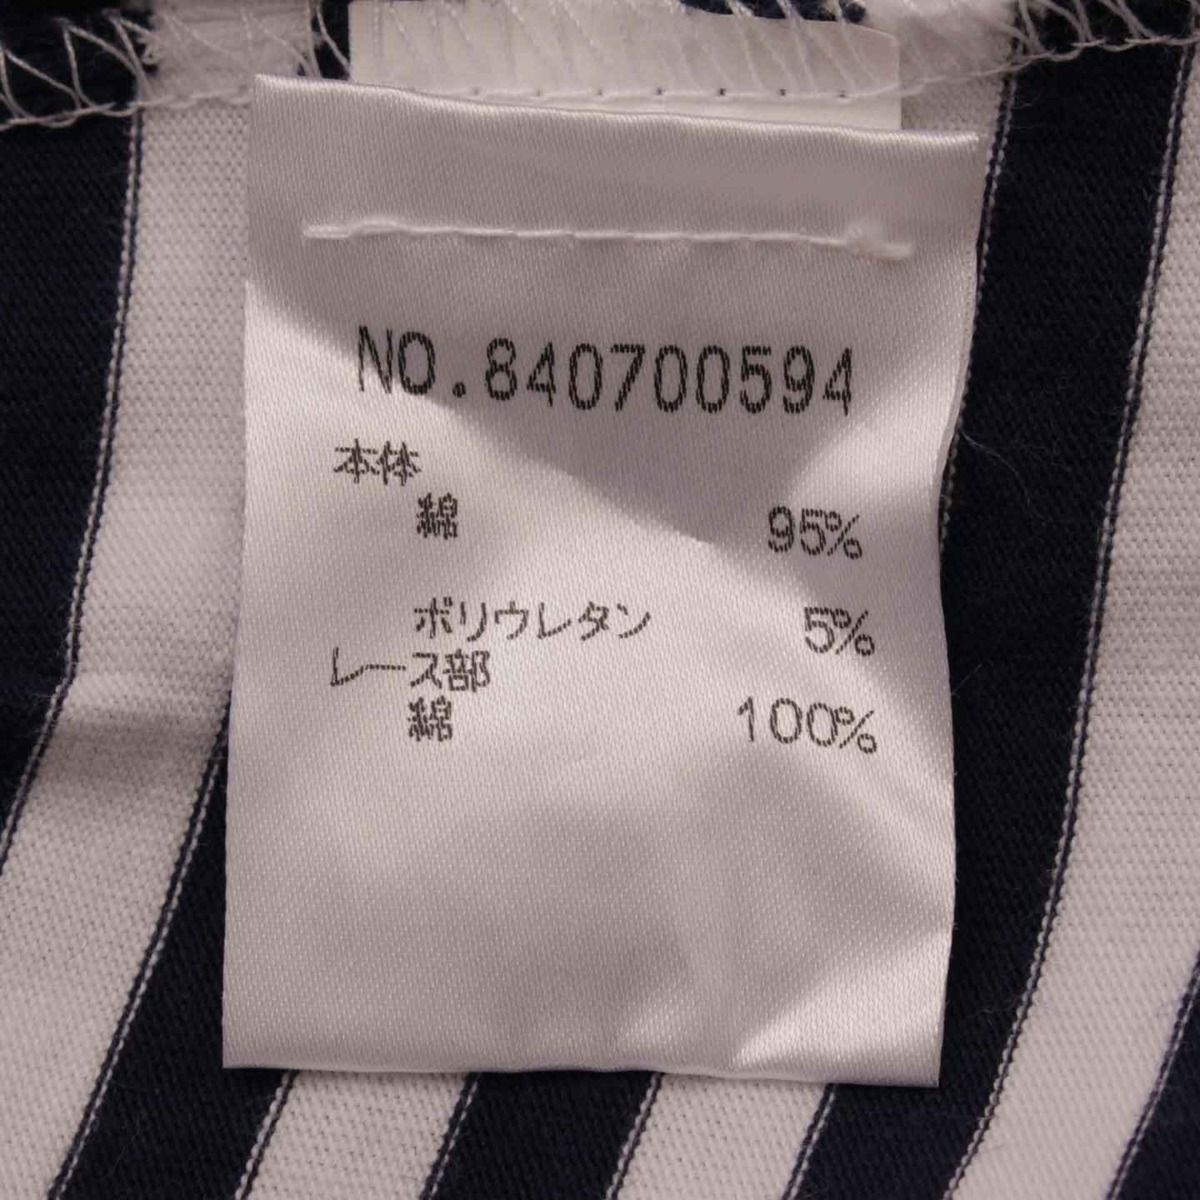 NO.840700594
本体
綿 95%
ポリウレタン 5%
レース部
綿 100%